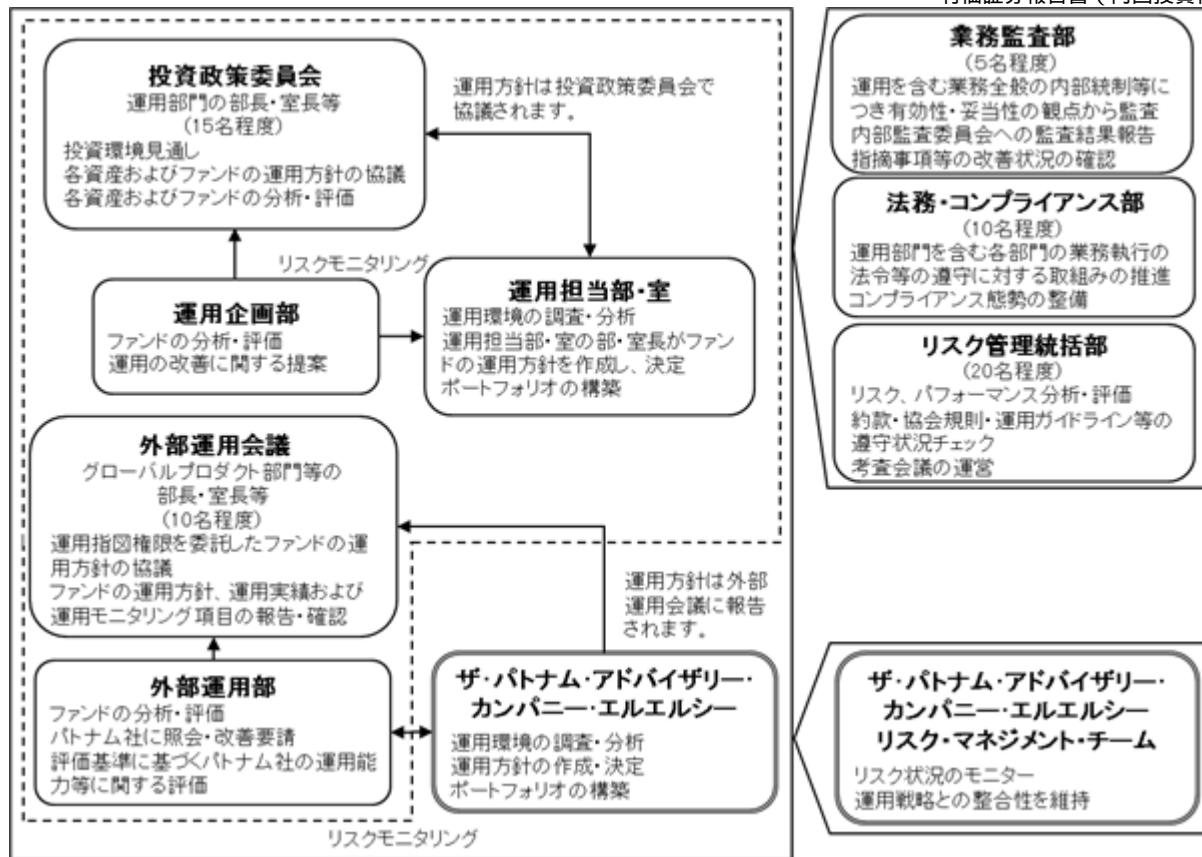 投資政策委員会
運用部門の部長・室長等
(15名程度)
投資環境見通し
各資産およびファンドの運用方針の協議
各資産およびファンドの分析・評価
運用方針は投資政策委員会で
協議されます。
リスクモニタリング
運用企画部
ファンドの分析・評価
運用の改善に関する提案
運用担当部・室
運用環境の調査・分析
運用担当部・室の部・室長がファン
ドの運用方針を作成し、決定
ポートフォリオの構築
外部運用会議
グローバルプロダクト部門等の
部長・室長等
(10名程度)
運用指図権限を委託したファンドの運
用方針の協議
ファンドの運用方針、運用実績および
運用モニタリング項目の報告・確認
運用方針は外部
運用会議に報告
されます。
外部運用部
ファンドの分析・評価
パトナム社に照会・改善要請
評価基準に基づくパトナム社の運用能
力等に関する評価
ザ・パトナム・アドバイザリー・
カンパニー・エルエルシー
運用環境の調査・分析
運用方針の作成・決定
ポートフォリオの構築
リスクモニタリング
業務監査部
(5名程度)
運用を含む業務全般の内部統制等に
つき有効性・妥当性の観点から監査
内部監査委員会への監査結果報告
指摘事項等の改善状況の確認
法務・コンプライアンス部
(10名程度)
運用部門を含む各部門の業務執行の
法令等の遵守に対する取組みの推進
コンプライアンス態勢の整備
リスク管理統括部
(20名程度)
リスク、パフォーマンス分析・評価
約款・協会規則・運用ガイドライン等の
遵守状況チェック
考査会議の運営
ザ・パトナム・アドバイザリー・
カンパニー・エルエルシー
リスク・マネジメント・チーム
リスク状況のモニター
運用戦略との整合性を維持